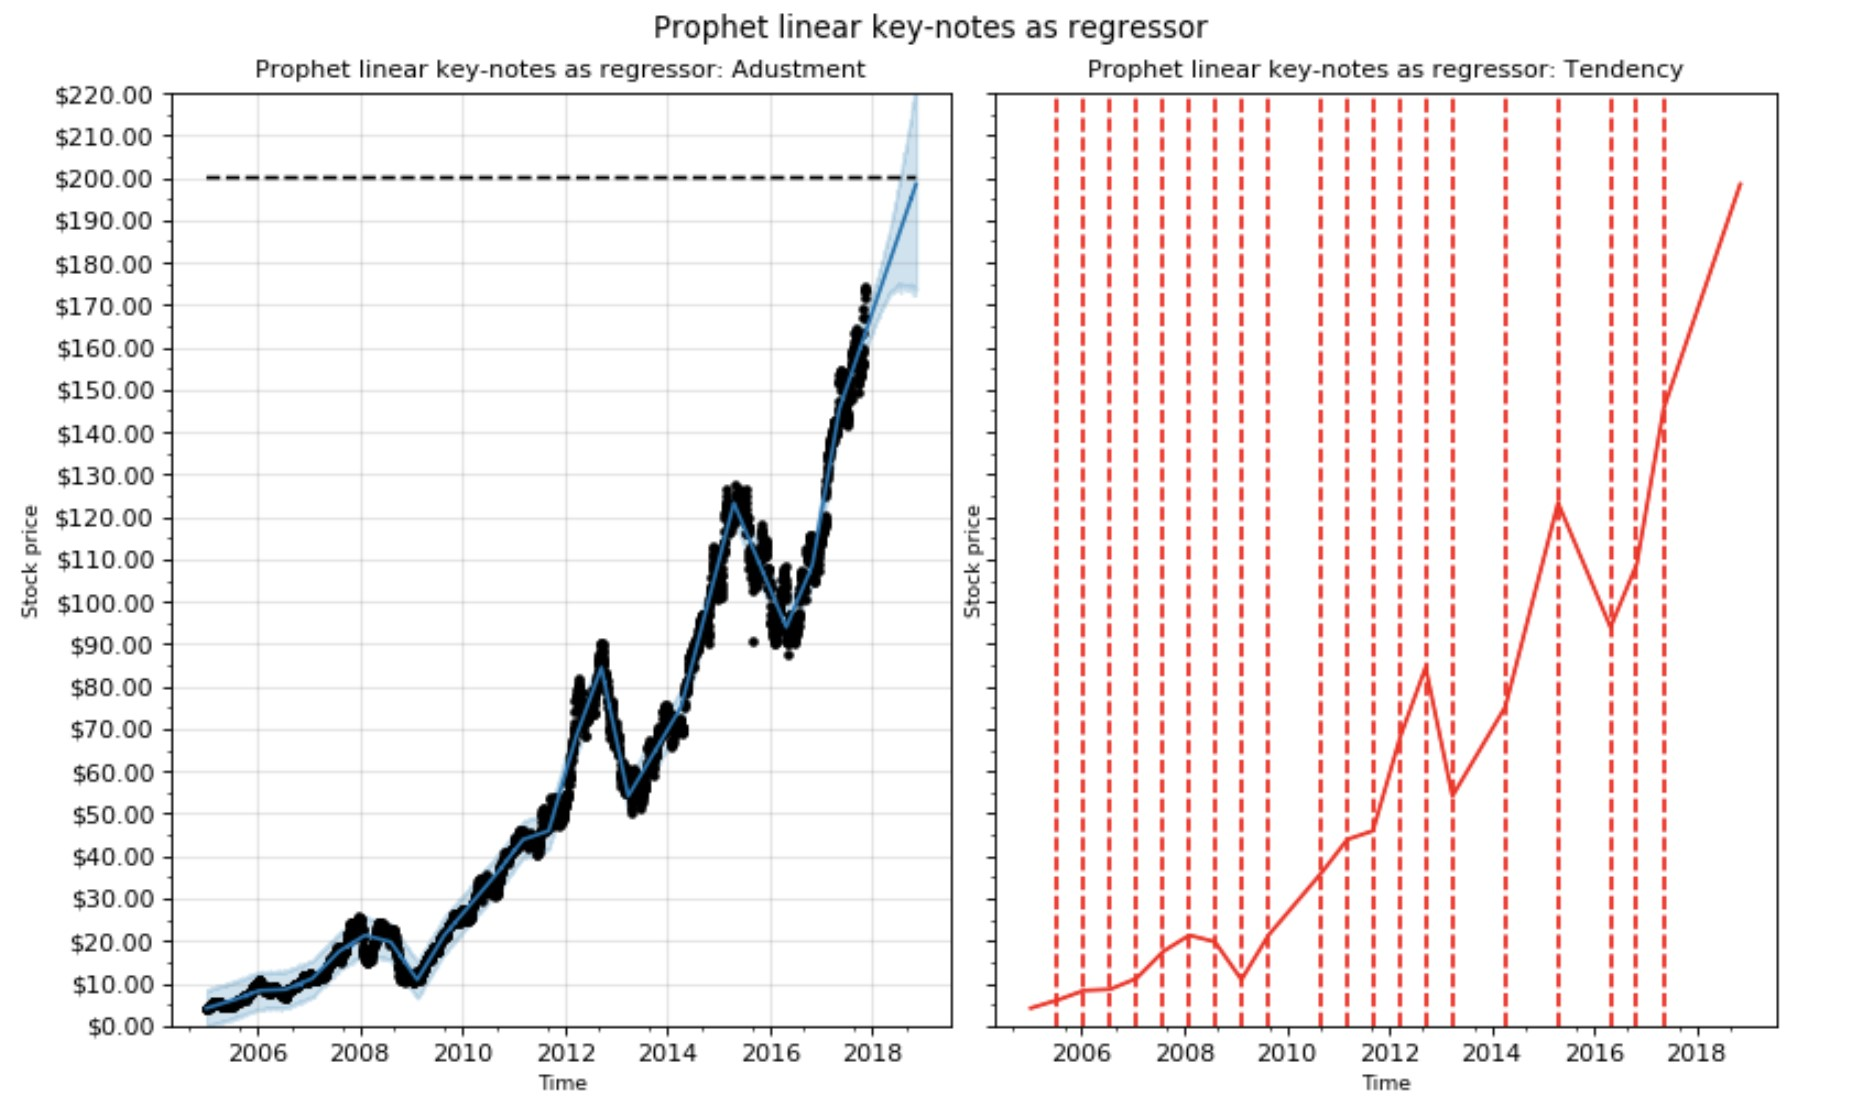 Prophet linear key-notes as regressor
Prophet linear key-notes as regressor: Adustment
Prophet linear key-notes as regressor: Tendency
$220.00
$210.00
$200.00
$190.00
$180.00
$170.00
$160.00
$150.00
$140.00
$130.00
$120.00
$110.00
$100.00
$90.00
$80.00
$70.00
$60.00
$50.00
$40.00
$30.00
$20.00
$10.00
$0.00
Stock price
2006 2008 2010 2012 2014 2016 2018
Time
Stock price
2006 2008 2010 2012 2014 2016 2018
Time